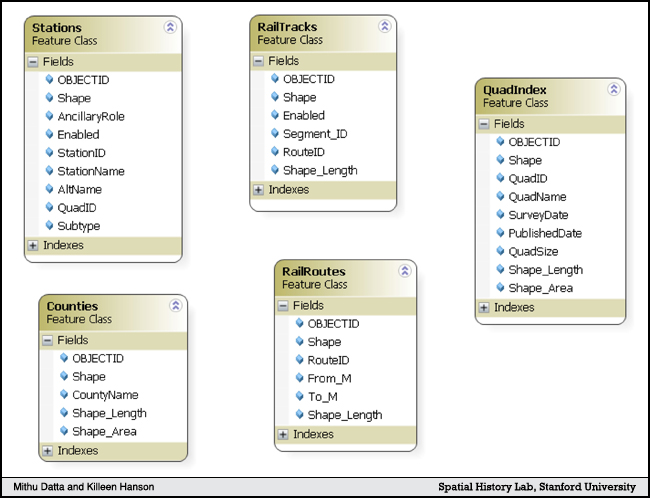 Stations
Feature Class
Fields
OBJECTID
Shape
AncillaryRole
Enabled
StationID
StationName
AltName
QuadID
Subtype
Indexes
RailTracks
Feature Class
Fields
OBJECTID
Shape
Enabled
Segment_ID
RouteID
Shape_Length
Indexes
QuadIndex
Feature Class
Fields
OBJECTID
Shape
QuadID
QuadName
SurveyDate
PublishedDate
QuadSize
Shape_Length
Shape_Area
Indexes
Counties
Feature Class
Fields
OBJECTID
Shape
CountyName
Shape_Length
Shape_Area
Indexes
RailRoutes
Feature Class
Fields
OBJECTID
Shape
RouteID
From_M
To_M
Shape_Length
Indexes
Mithu Datta and Killeen Hanson
Spatial History Lab, Stanford University